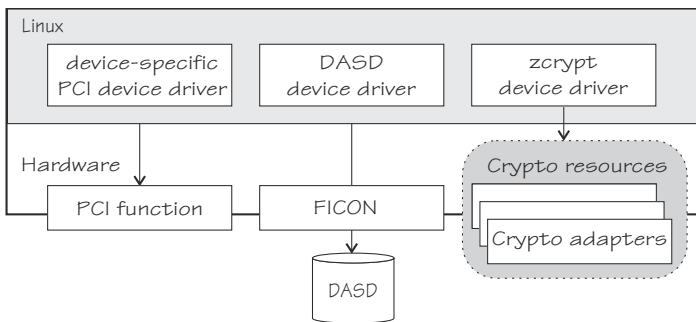 Linux
device-specific
PCI device driver
DASD
device driver
zcrypt
device driver
Hardware
Crypto resources
PCI function
FICON
Crypto adapters
DASD